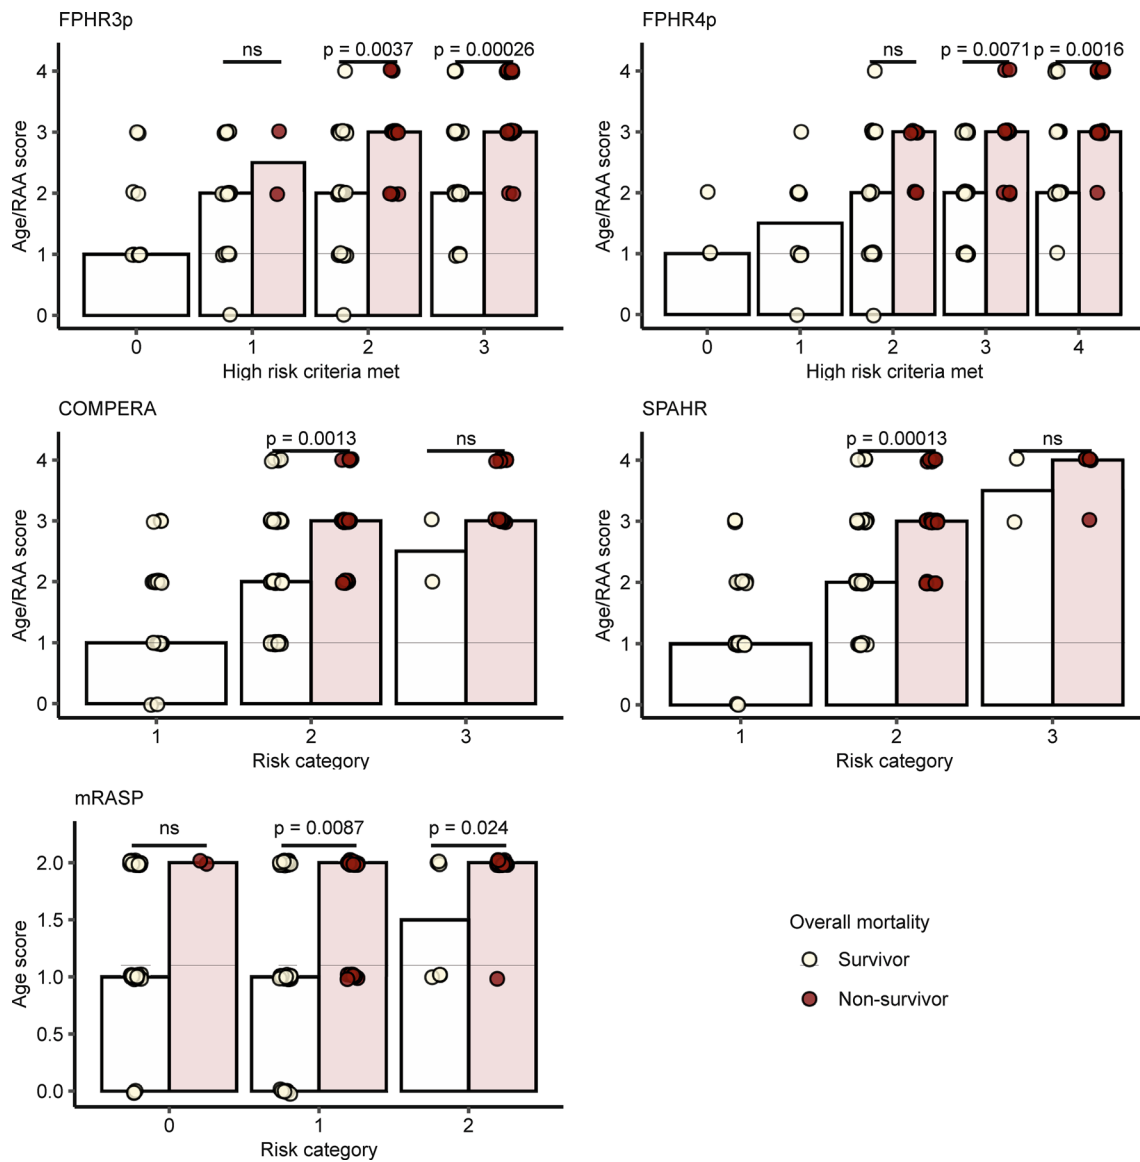 FPHR3p
ns
p = 0.0037
p = 0.00026
Age/RAA score
4
3
2
1
0
0
1
2
3
High risk criteria met
FPHR4p
ns
p = 0.0071
p = 0.0016
Age/RAA score
4
3
2
1
0
0
1
2
3
4
High risk criteria met
COMPERA
p = 0.0013
ns
Age/RAA score
4
3
2
1
0
1
2
3
Risk category
SPAHR
p = 0.00013
ns
Age/RAA score
4
3
2
1
0
1
2
3
Risk category
mRASP
ns
p = 0.0087
p = 0.024
Age score
2.0
1.5
1.0
0.5
0.0
0
1
2
Risk category
Overall mortality
Survivor
Non-survivor